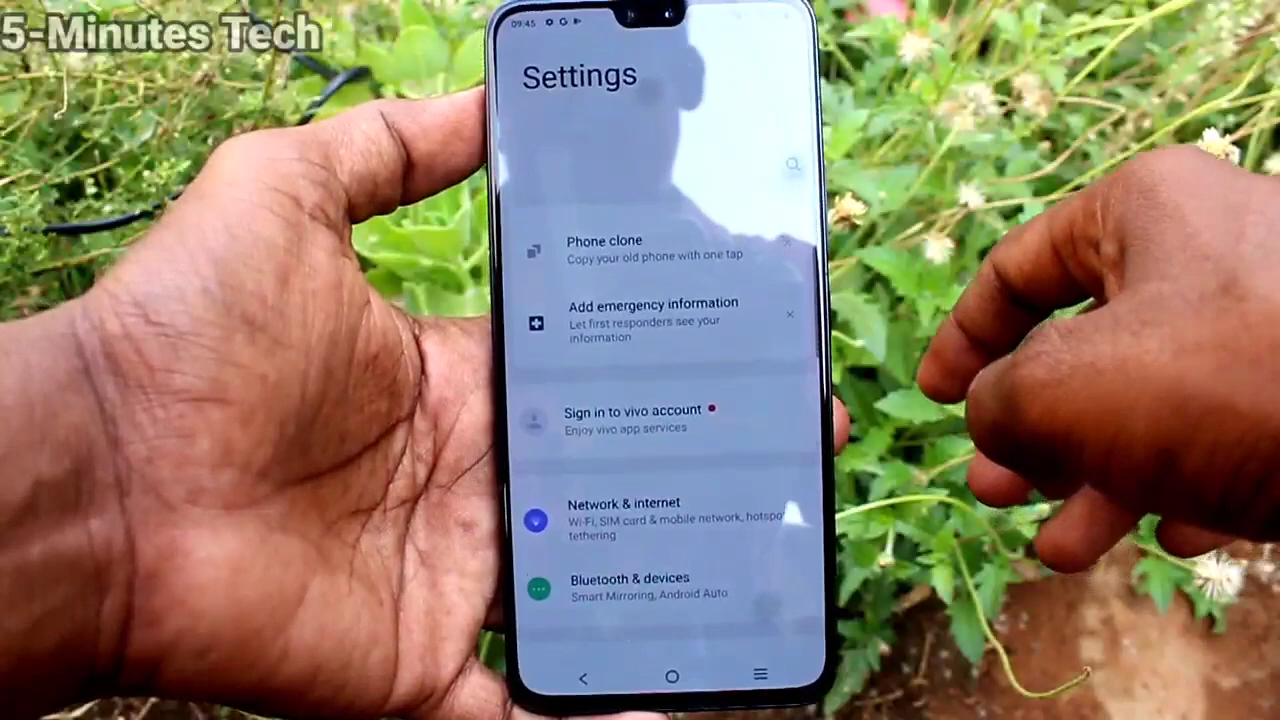 5-Minutes Tech
09:45
Settings
Phone clone
Copy your old phone with one tap
Add emergency information
Let first responders see your
information
Sign in to vivo account
Enjoy vivo app services
Network & internet
Wi-Fi, SIM card & mobile network, hotspot
tethering
Bluetooth & devices
Smart Mirroring, Android Auto